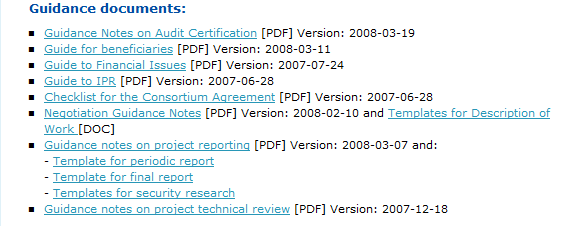 Guidance documents:
Guidance Notes on Audit Certification [PDF] Version: 2008-03-19
Guide for beneficiaries [PDF] Version: 2008-03-11
Guide to Financial Issues [PDF] Version: 2007-07-24
Guide to IPR [PDF] Version: 2007-06-28
Checklist for the Consortium Agreement [PDF] Version: 2007-06-28
Negotiation Guidance Notes [PDF] Version: 2008-02-10 and Templates for Description of
Work [DOC]
Guidance notes on project reporting [PDF] Version: 2008-03-07 and:
- Template for periodic report
- Template for final report
- Templates for security research
Guidance notes on project technical review [PDF] Version: 2007-12-18